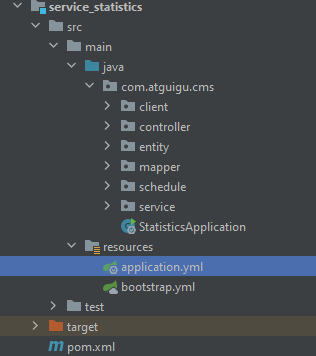 service_statistics
src
main
java
com.atguigu.cms
client
controller
entity
mapper
schedule
service
StatisticsApplication
resources
application.yml
bootstrap.yml
test
target
pom.xml